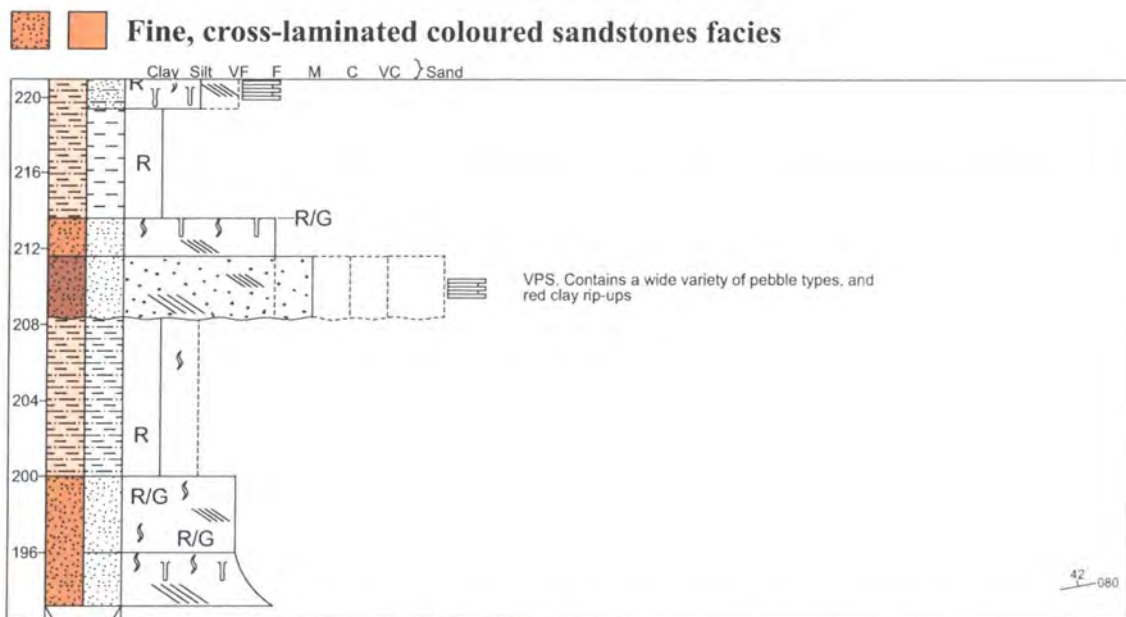 Fine, cross-laminated coloured sandstones facies
Clay Silt VF F M C VC }Sand
220
R
216
R
R/G
212
VPS. Contains a wide variety of pebble types, and
red clay rip-ups
208
204
R
200
R/G
R/G
196
42
080